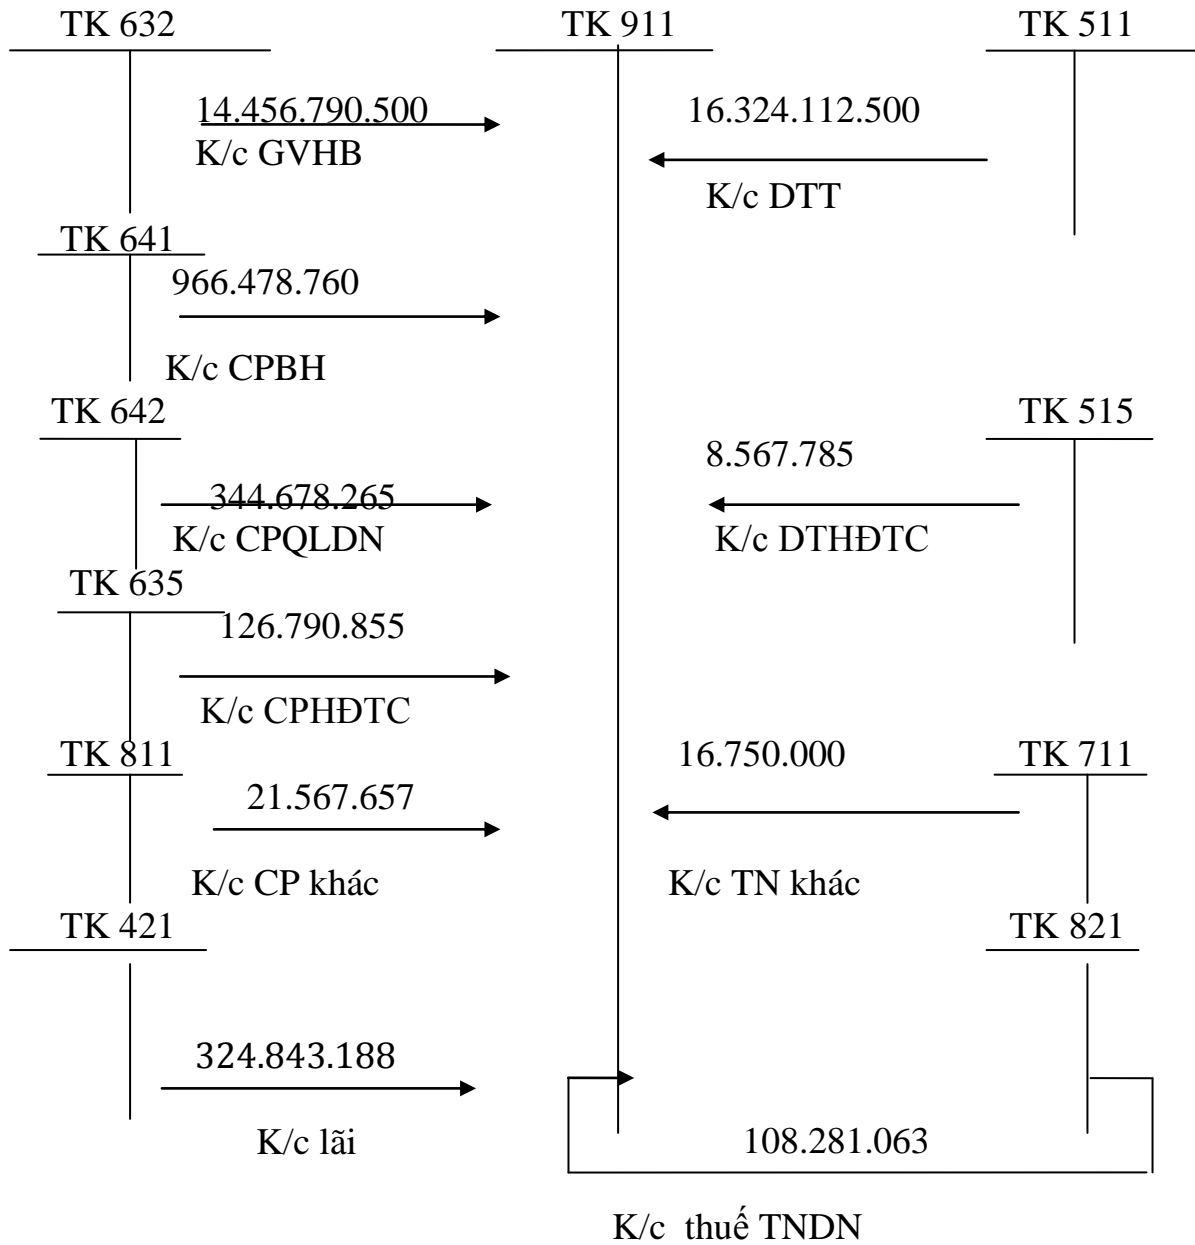 TK 632
TK 911
TK 511
14.456.790.500
16.324.112.500
K/c GVHB
K/c DTT
TK 641
966.478.760
K/c CPBH
TK 642
TK 515
8.567.785
344.678.265
K/c CPQLDN
K/c DTHĐTC
TK 635
126.790.855
K/c CPHĐTC
TK 811
16.750.000
TK 711
21.567.657
K/c CP khác
K/c TN khác
TK 421
TK 821
324.843.188
K/c lãi
108.281.063
K/c thuế TNDN